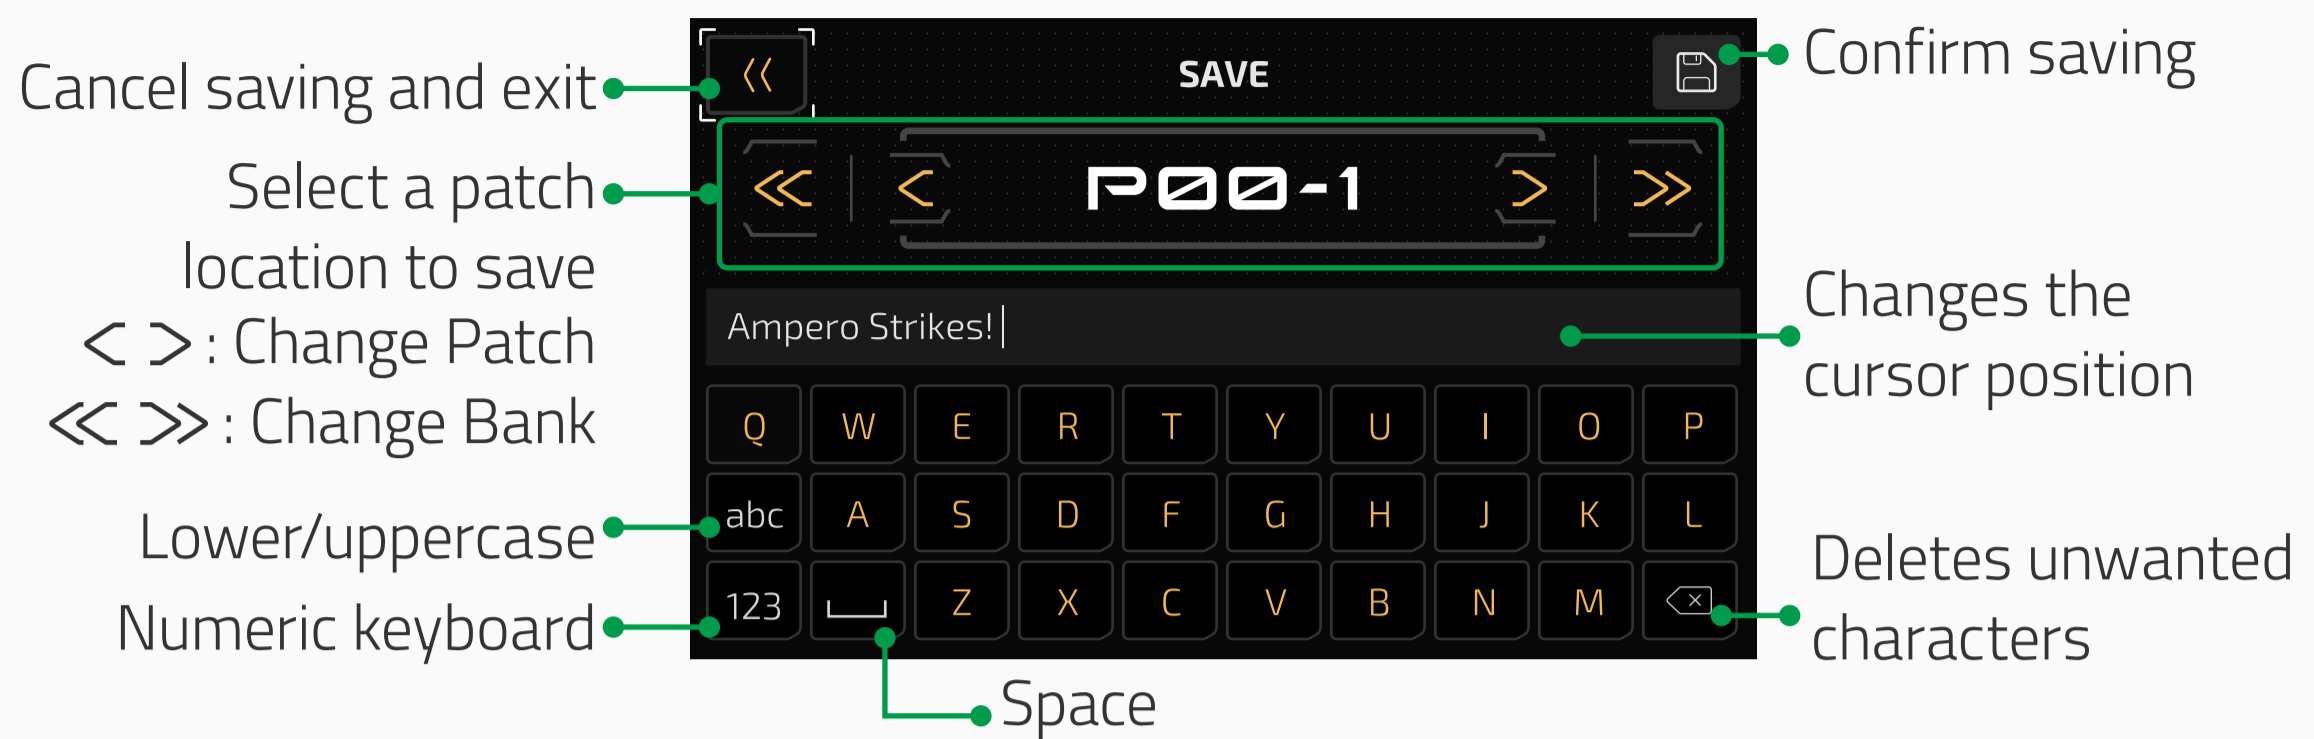 SAVE
Confirm saving
Cancel saving and exit
Select a patch
location to save
< > : Change Patch
<< >> : Change Bank
P00-1
Ampero Strikes!
Changes the
cursor position
Q W E R T Y U I O P
abc A S D F G H J K L
Lower/uppercase
123 Z X C V B N M
Numeric keyboard
Deletes unwanted
characters
Space